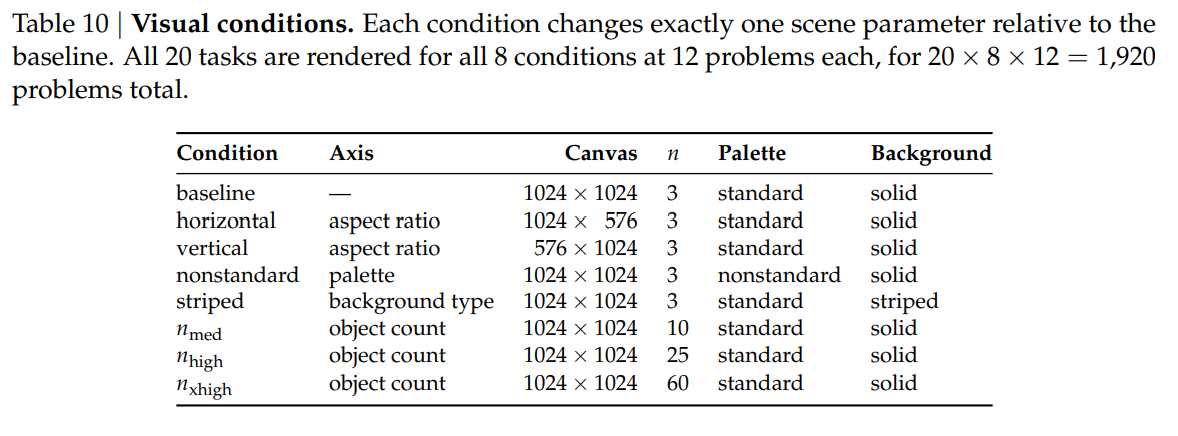 Table 10 | Visual conditions. Each condition changes exactly one scene parameter relative to the
baseline. All 20 tasks are rendered for all 8 conditions at 12 problems each, for 20 × 8 × 12 = 1,920
problems total.
Condition Axis Canvas n Palette Background
baseline — 1024 × 1024 3 standard solid
horizontal aspect ratio 1024 × 576 3 standard solid
vertical aspect ratio 576 × 1024 3 standard solid
nonstandard palette 1024 × 1024 3 nonstandard solid
striped background type 1024 × 1024 3 standard striped
n_med object count 1024 × 1024 10 standard solid
n_high object count 1024 × 1024 25 standard solid
n_xhigh object count 1024 × 1024 60 standard solid